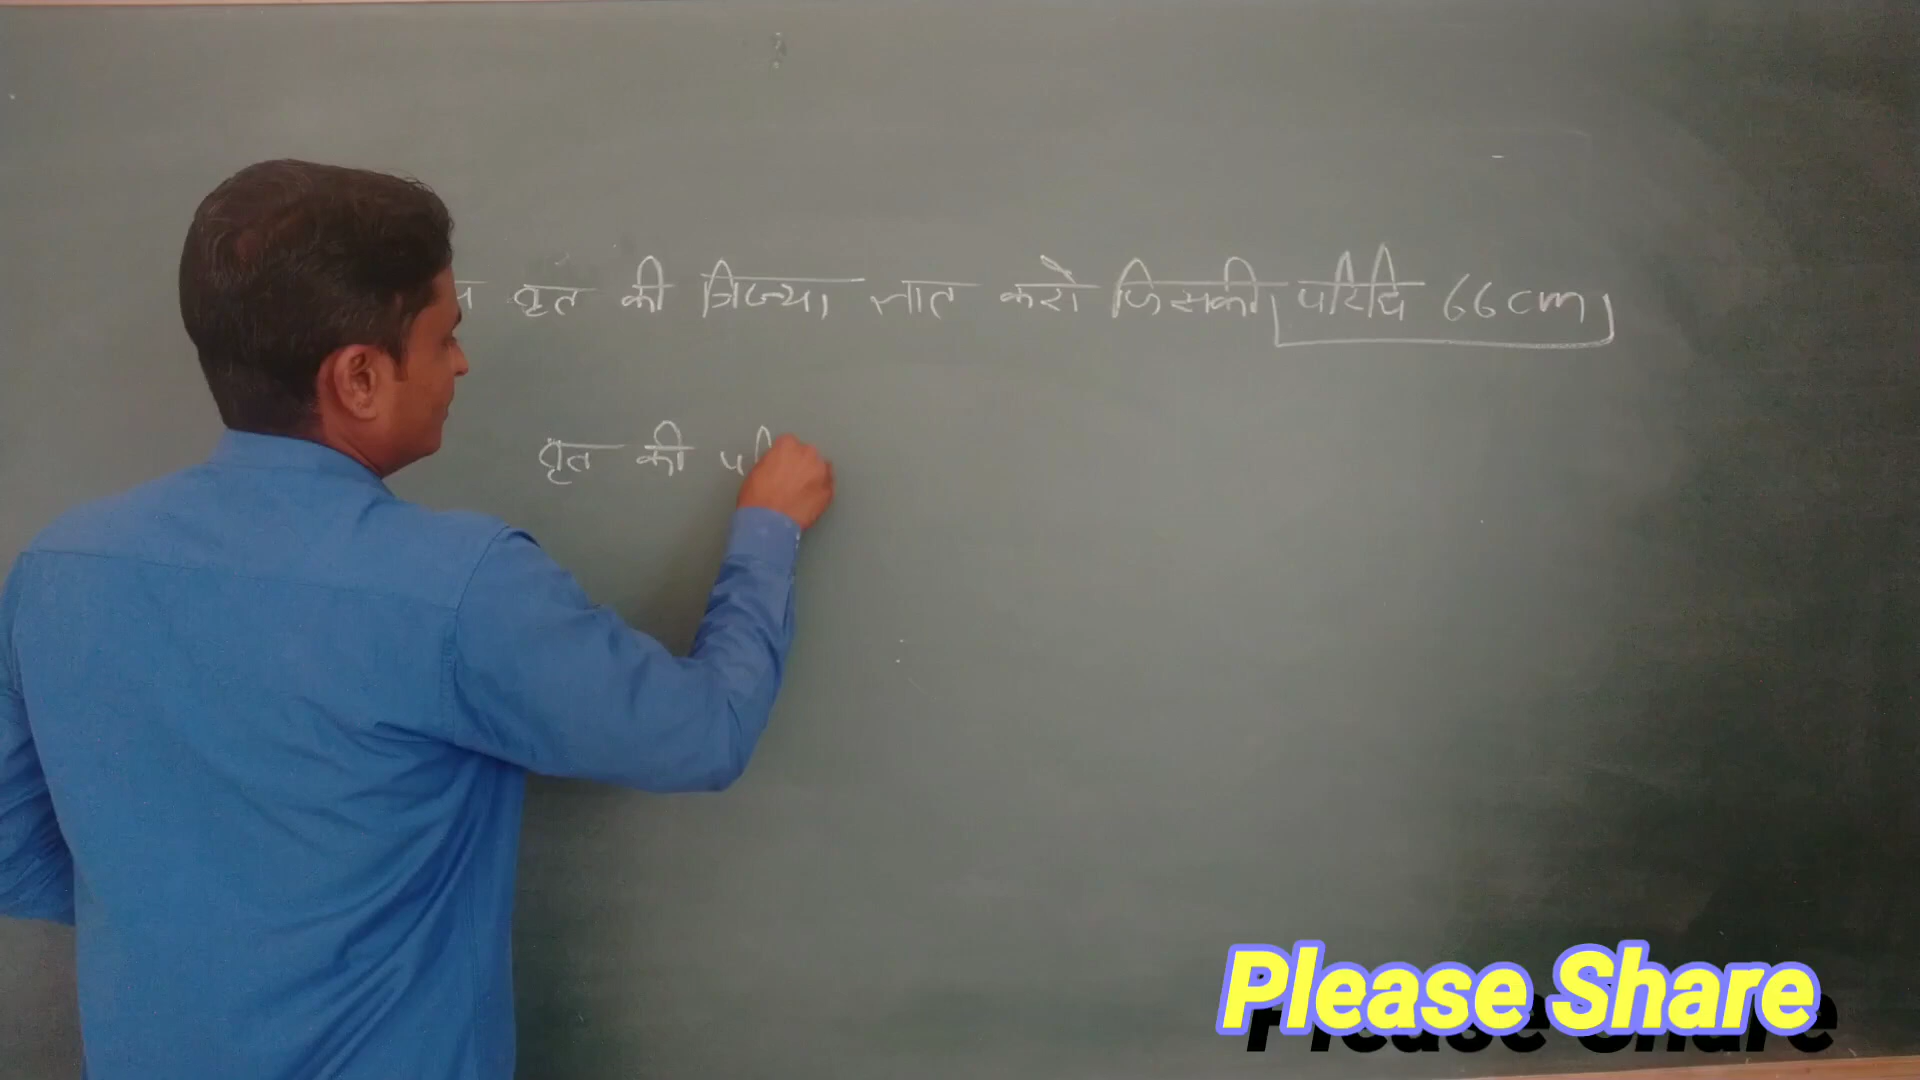 वृत की त्रिज्या ज्ञात करो जिसकी परिधि 66cm
वृत की
Please Share